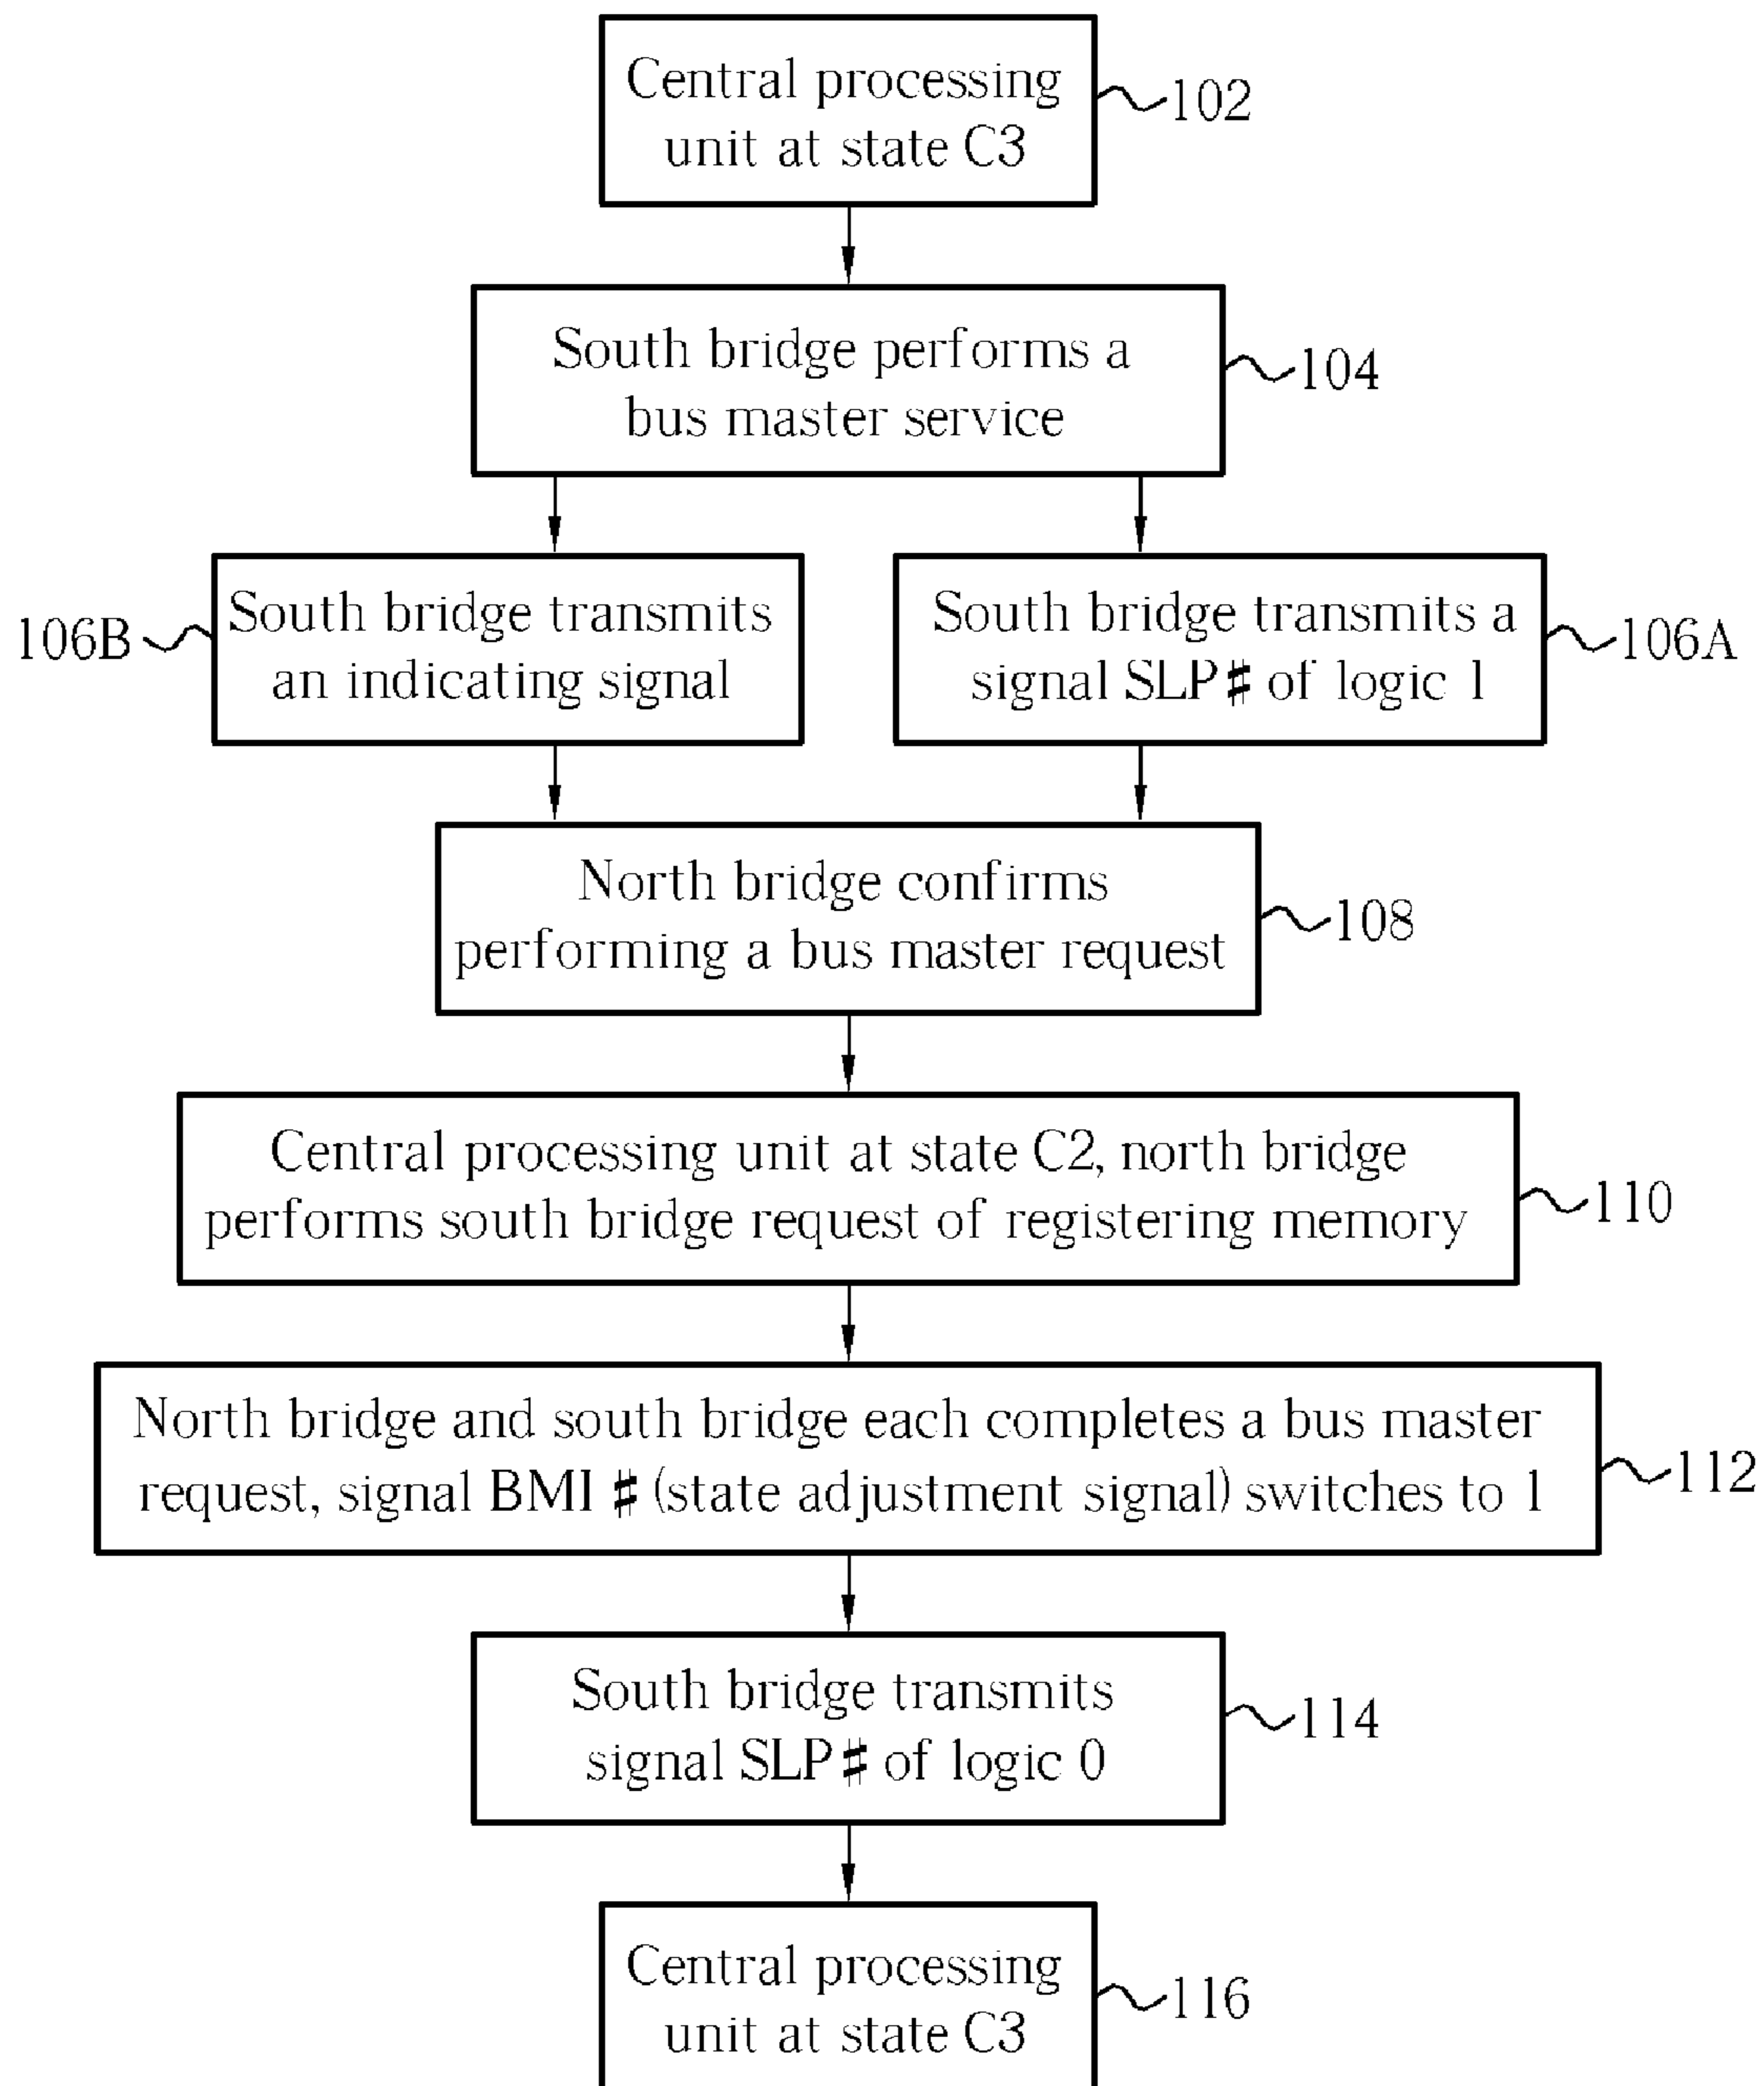 Central processing
unit at state C3
102
South bridge performs a
bus master service
104
South bridge transmits
an indicating signal
106B
South bridge transmits a
signal SLP# of logic 1
106A
North bridge confirms
performing a bus master request
108
Central processing unit at state C2, north bridge
performs south bridge request of registering memory
110
North bridge and south bridge each completes a bus master
request, signal BMI # (state adjustment signal) switches to 1
112
South bridge transmits
signal SLP# of logic 0
114
Central processing
unit at state C3
116